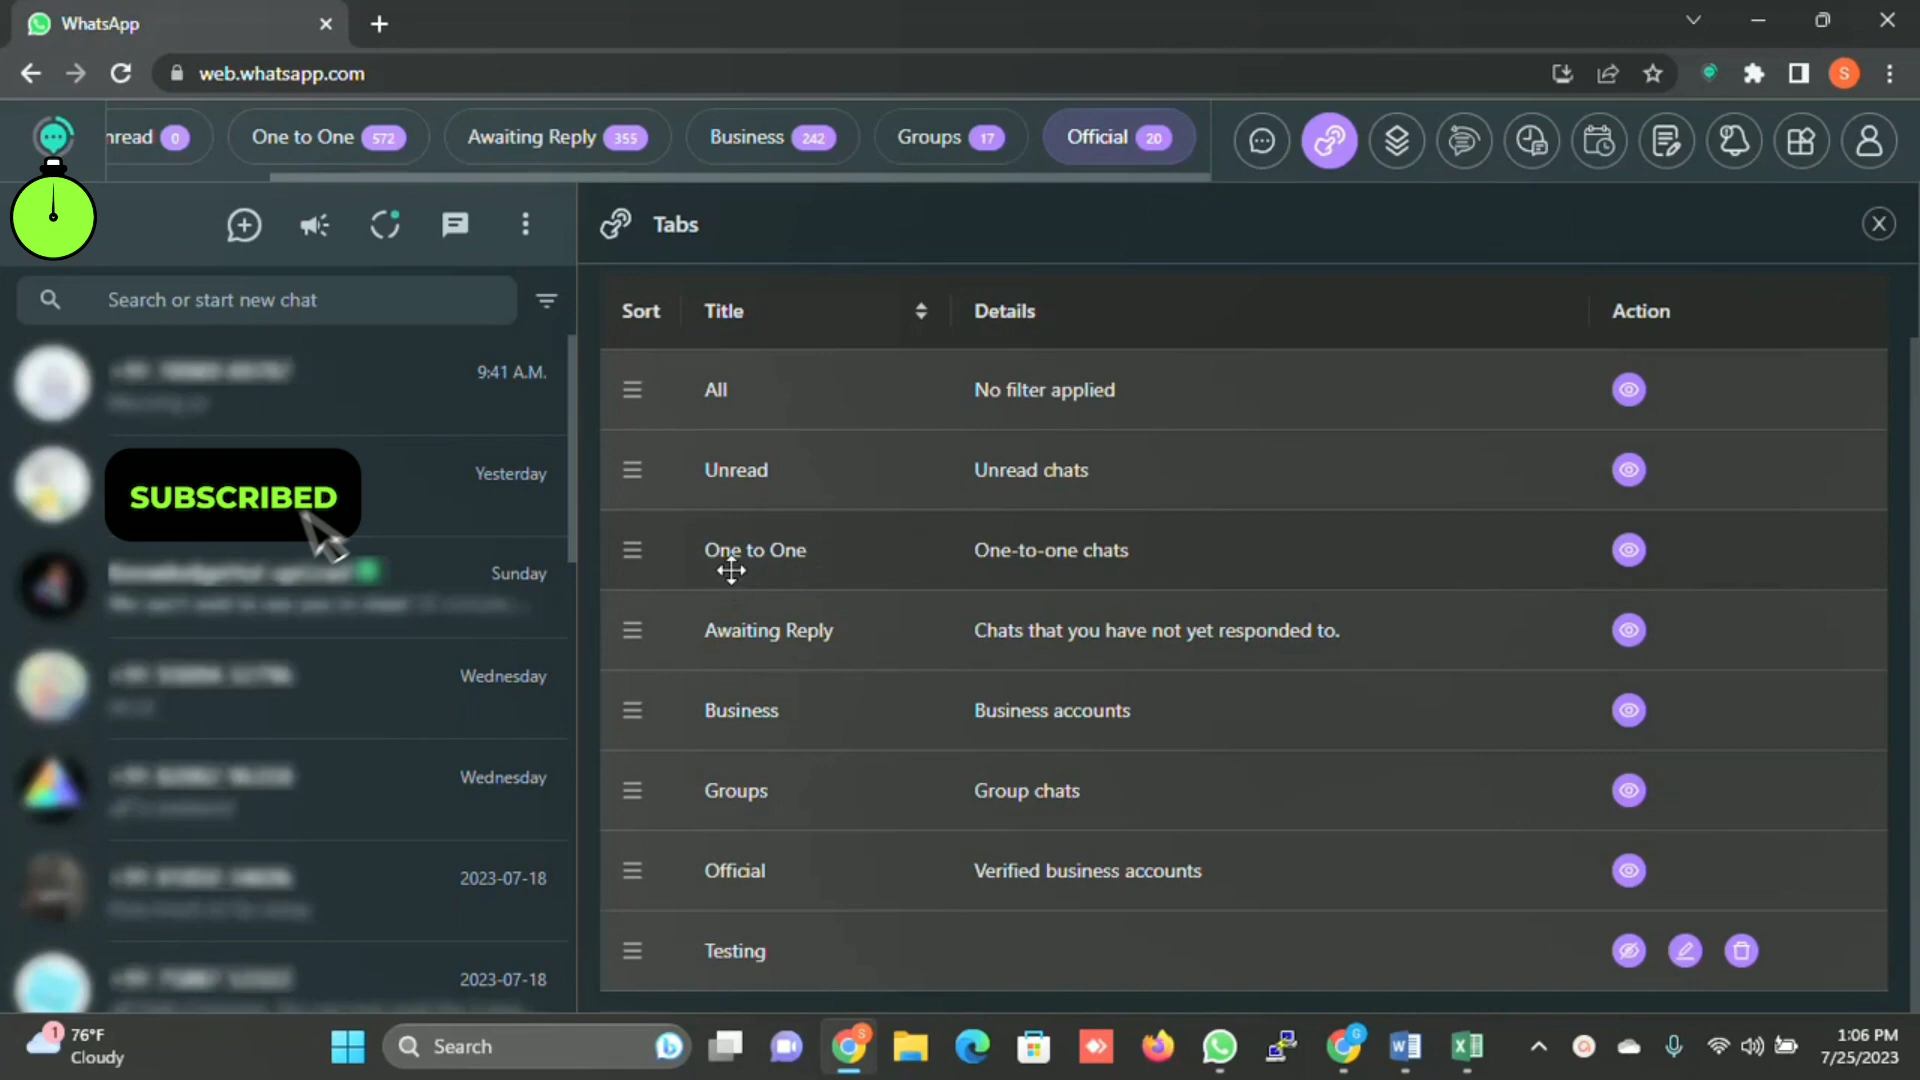 WhatsApp
web.whatsapp.com
S
nread 0
One to One 572
Awaiting Reply 355
Business 242
Groups 17
Official 20
Tabs
Search or start new chat
9:41 A.M.
Yesterday
SUBSCRIBED
Sunday
Wednesday
Wednesday
2023-07-18
2023-07-18
Sort Title Details Action
All No filter applied
Unread Unread chats
One to One One-to-one chats
Awaiting Reply Chats that you have not yet responded to.
Business Business accounts
Groups Group chats
Official Verified business accounts
Testing
1 76°F
Cloudy
Search
S
G
1:06 PM
7/25/2023